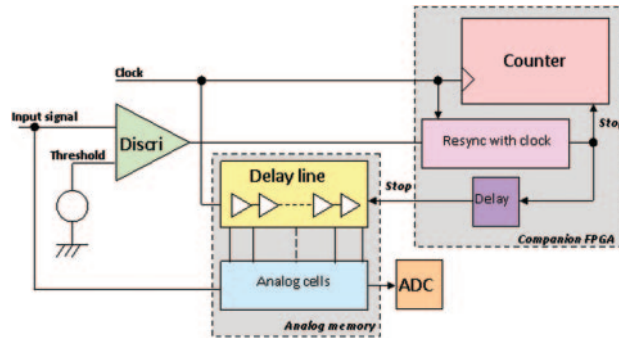 Clock
Counter
Input signal
Discri
Stop
Resync with clock
Threshold
Delay line
Stop
Delay
Companion FPGA
Analog cells
ADC
Analog memory